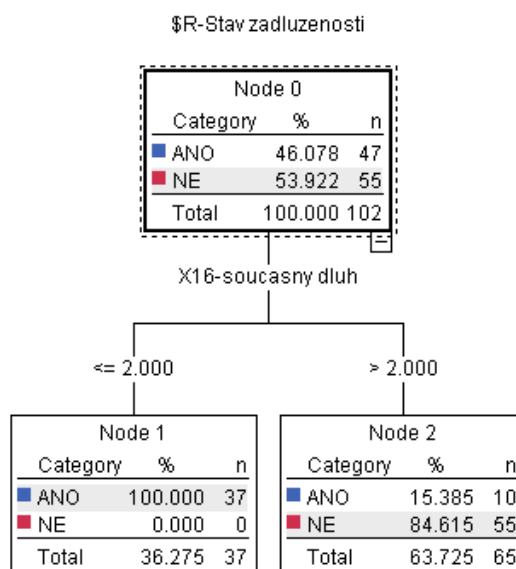 $R-Stav zadluzenosti
Node 0
Category % n
ANO 46.078 47
NE 53.922 55
Total 100.000 102
X16-soucasny dluh
<= 2.000
> 2.000
Node 1
Category % n
ANO 100.000 37
NE 0.000 0
Total 36.275 37
Node 2
Category % n
ANO 15.385 10
NE 84.615 55
Total 63.725 65